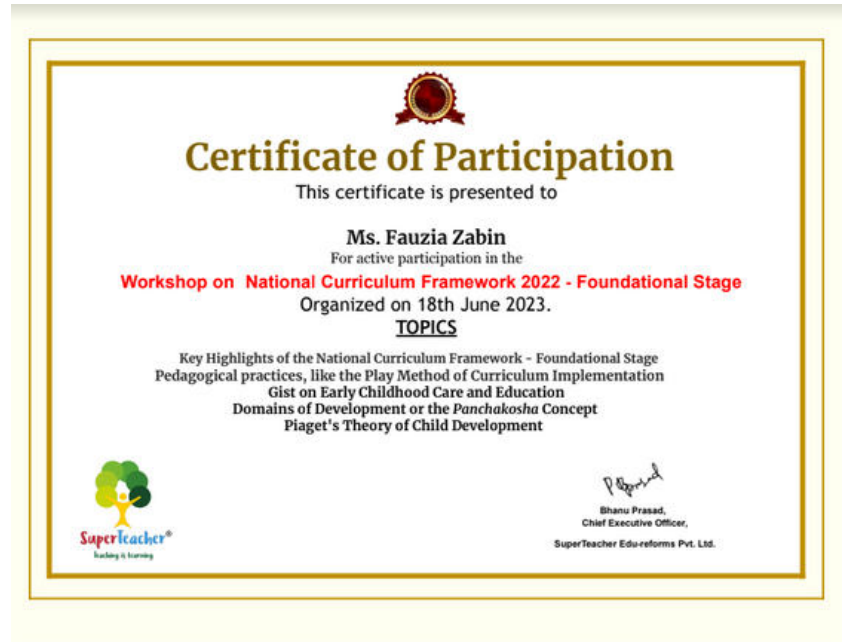 Certificate of Participation
This certificate is presented to
Ms. Fauzia Zabin
For active participation in the
Workshop on National Curriculum Framework 2022 - Foundational Stage
Organized on 18th June 2023.
TOPICS
Key Highlights of the National Curriculum Framework - Foundational Stage
Pedagogical practices, like the Play Method of Curriculum Implementation
Gist on Early Childhood Care and Education
Domains of Development or the Panchakosha Concept
Piaget's Theory of Child Development
SuperTeacher®
Teaching is learning
P Bprasad
Bhanu Prasad,
Chief Executive Officer,
SuperTeacher Edu-reforms Pvt. Ltd.